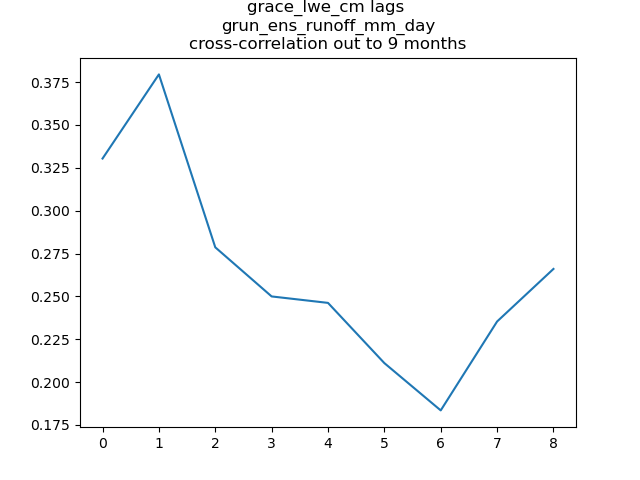 grace_lwe_cm lags
grun_ens_runoff_mm_day
cross-correlation out to 9 months
0.375
0.350
0.325
0.300
0.275
0.250
0.225
0.200
0.175
0 1 2 3 4 5 6 7 8